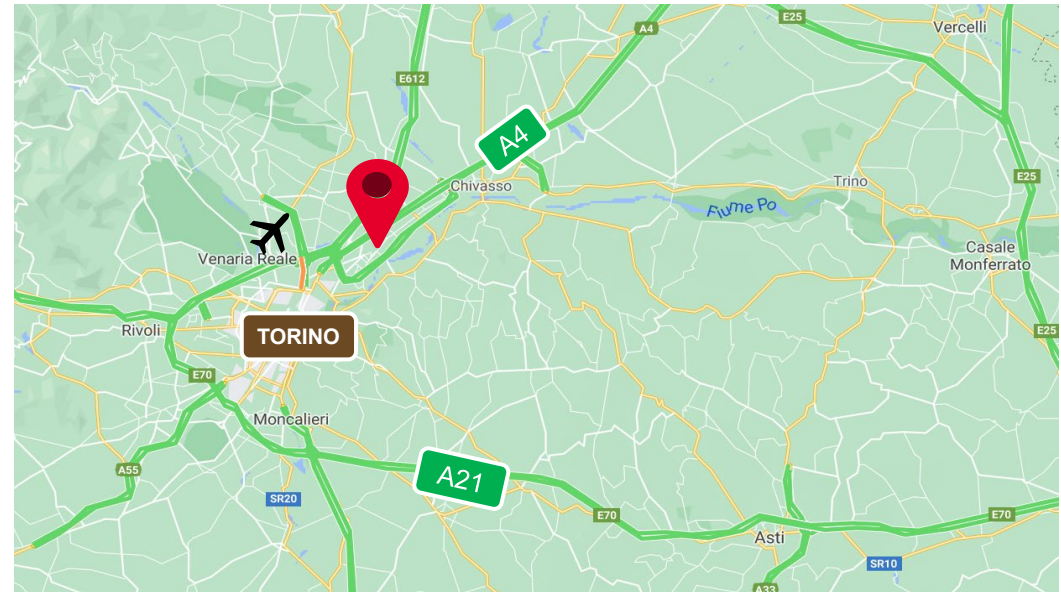 E25
A4
Vercelli
E612
A4
Chivasso
Trino
E25
Fiume Po
Venaria Reale
Casale
Monferrato
Rivoli
TORINO
E25
E70
Moncalieri
A55
A21
SR20
E70
E70
Asti
SR10
A33